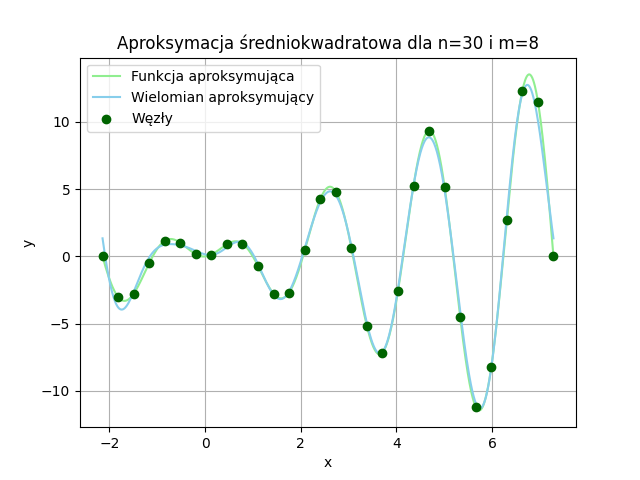 Aproksymacja średniokwadratowa dla n=30 i m=8
Funkcja aproksymująca
Wielomian aproksymujący
Węzły
y
10
5
0
−5
−10
−2
0
2
4
6
x